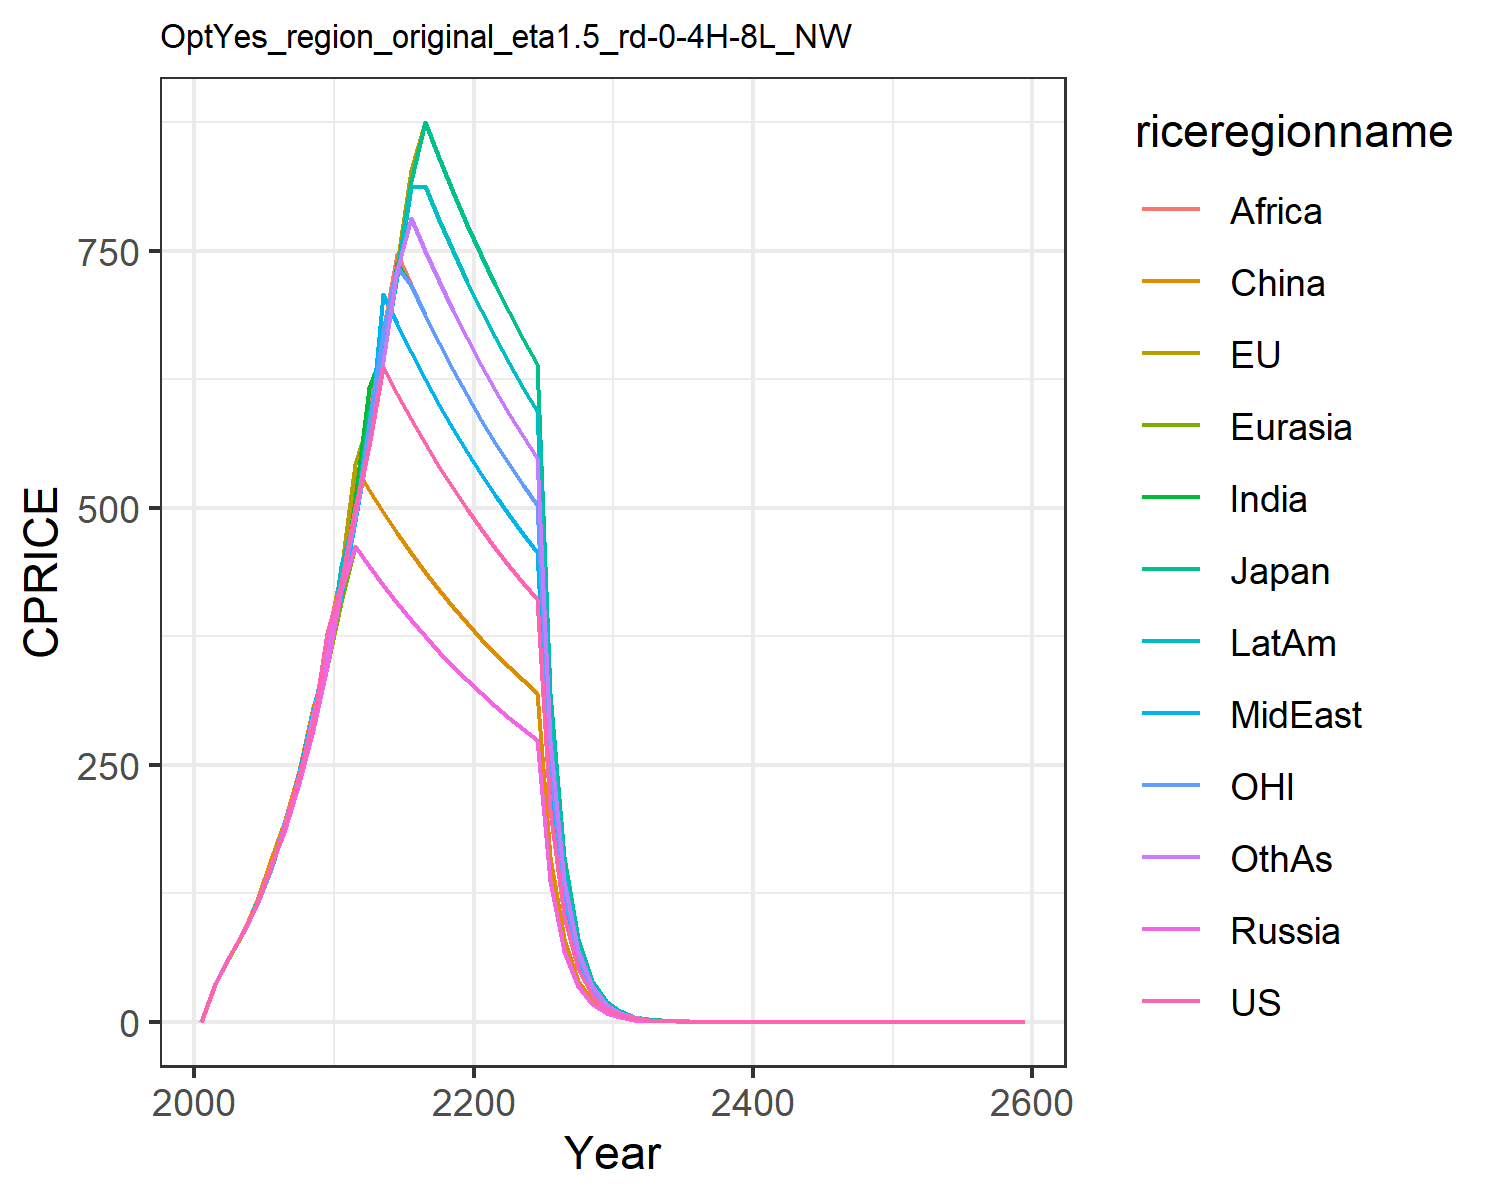 OptYes_region_original_eta1.5_rd-0-4H-8L_NW
CPRICE
750
500
250
0
2000 2200 2400 2600
Year
riceregionname
Africa
China
EU
Eurasia
India
Japan
LatAm
MidEast
OHI
OthAs
Russia
US